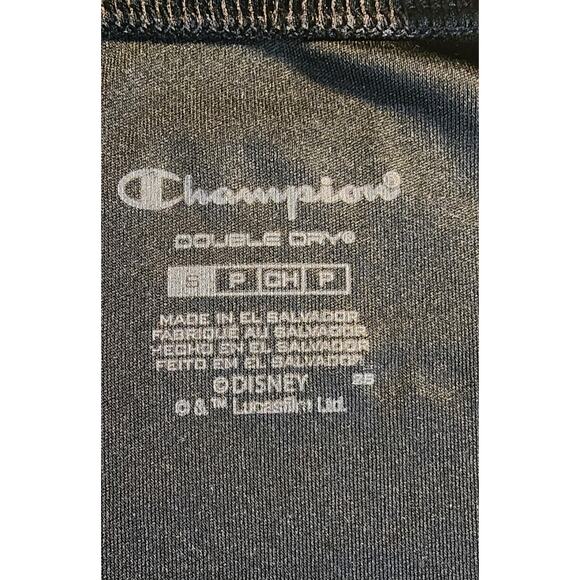 Champion®
DOUBLE DRY®
S P CH P
MADE IN EL SALVADOR
FABRIQUÉ AU SALVADOR
HECHO EN EL SALVADOR
FEITO EM EL SALVADOR
©DISNEY
©&™ Lucasfilm Ltd.